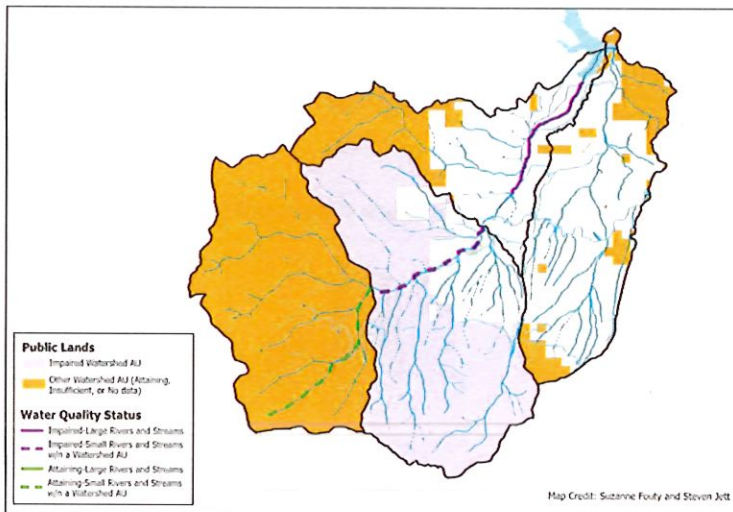 Public Lands
Impaired Watershed AU
Other Watershed AU (Attaining,
Insufficient, or No data)
Water Quality Status
Impaired-Large Rivers and Streams
Impaired-Small Rivers and Streams
w/n a Watershed AU
Attaining-Large Rivers and Streams
Attaining-Small Rivers and Streams
w/n a Watershed AU
Map Credit: Suzanne Fouty and Steven Jett